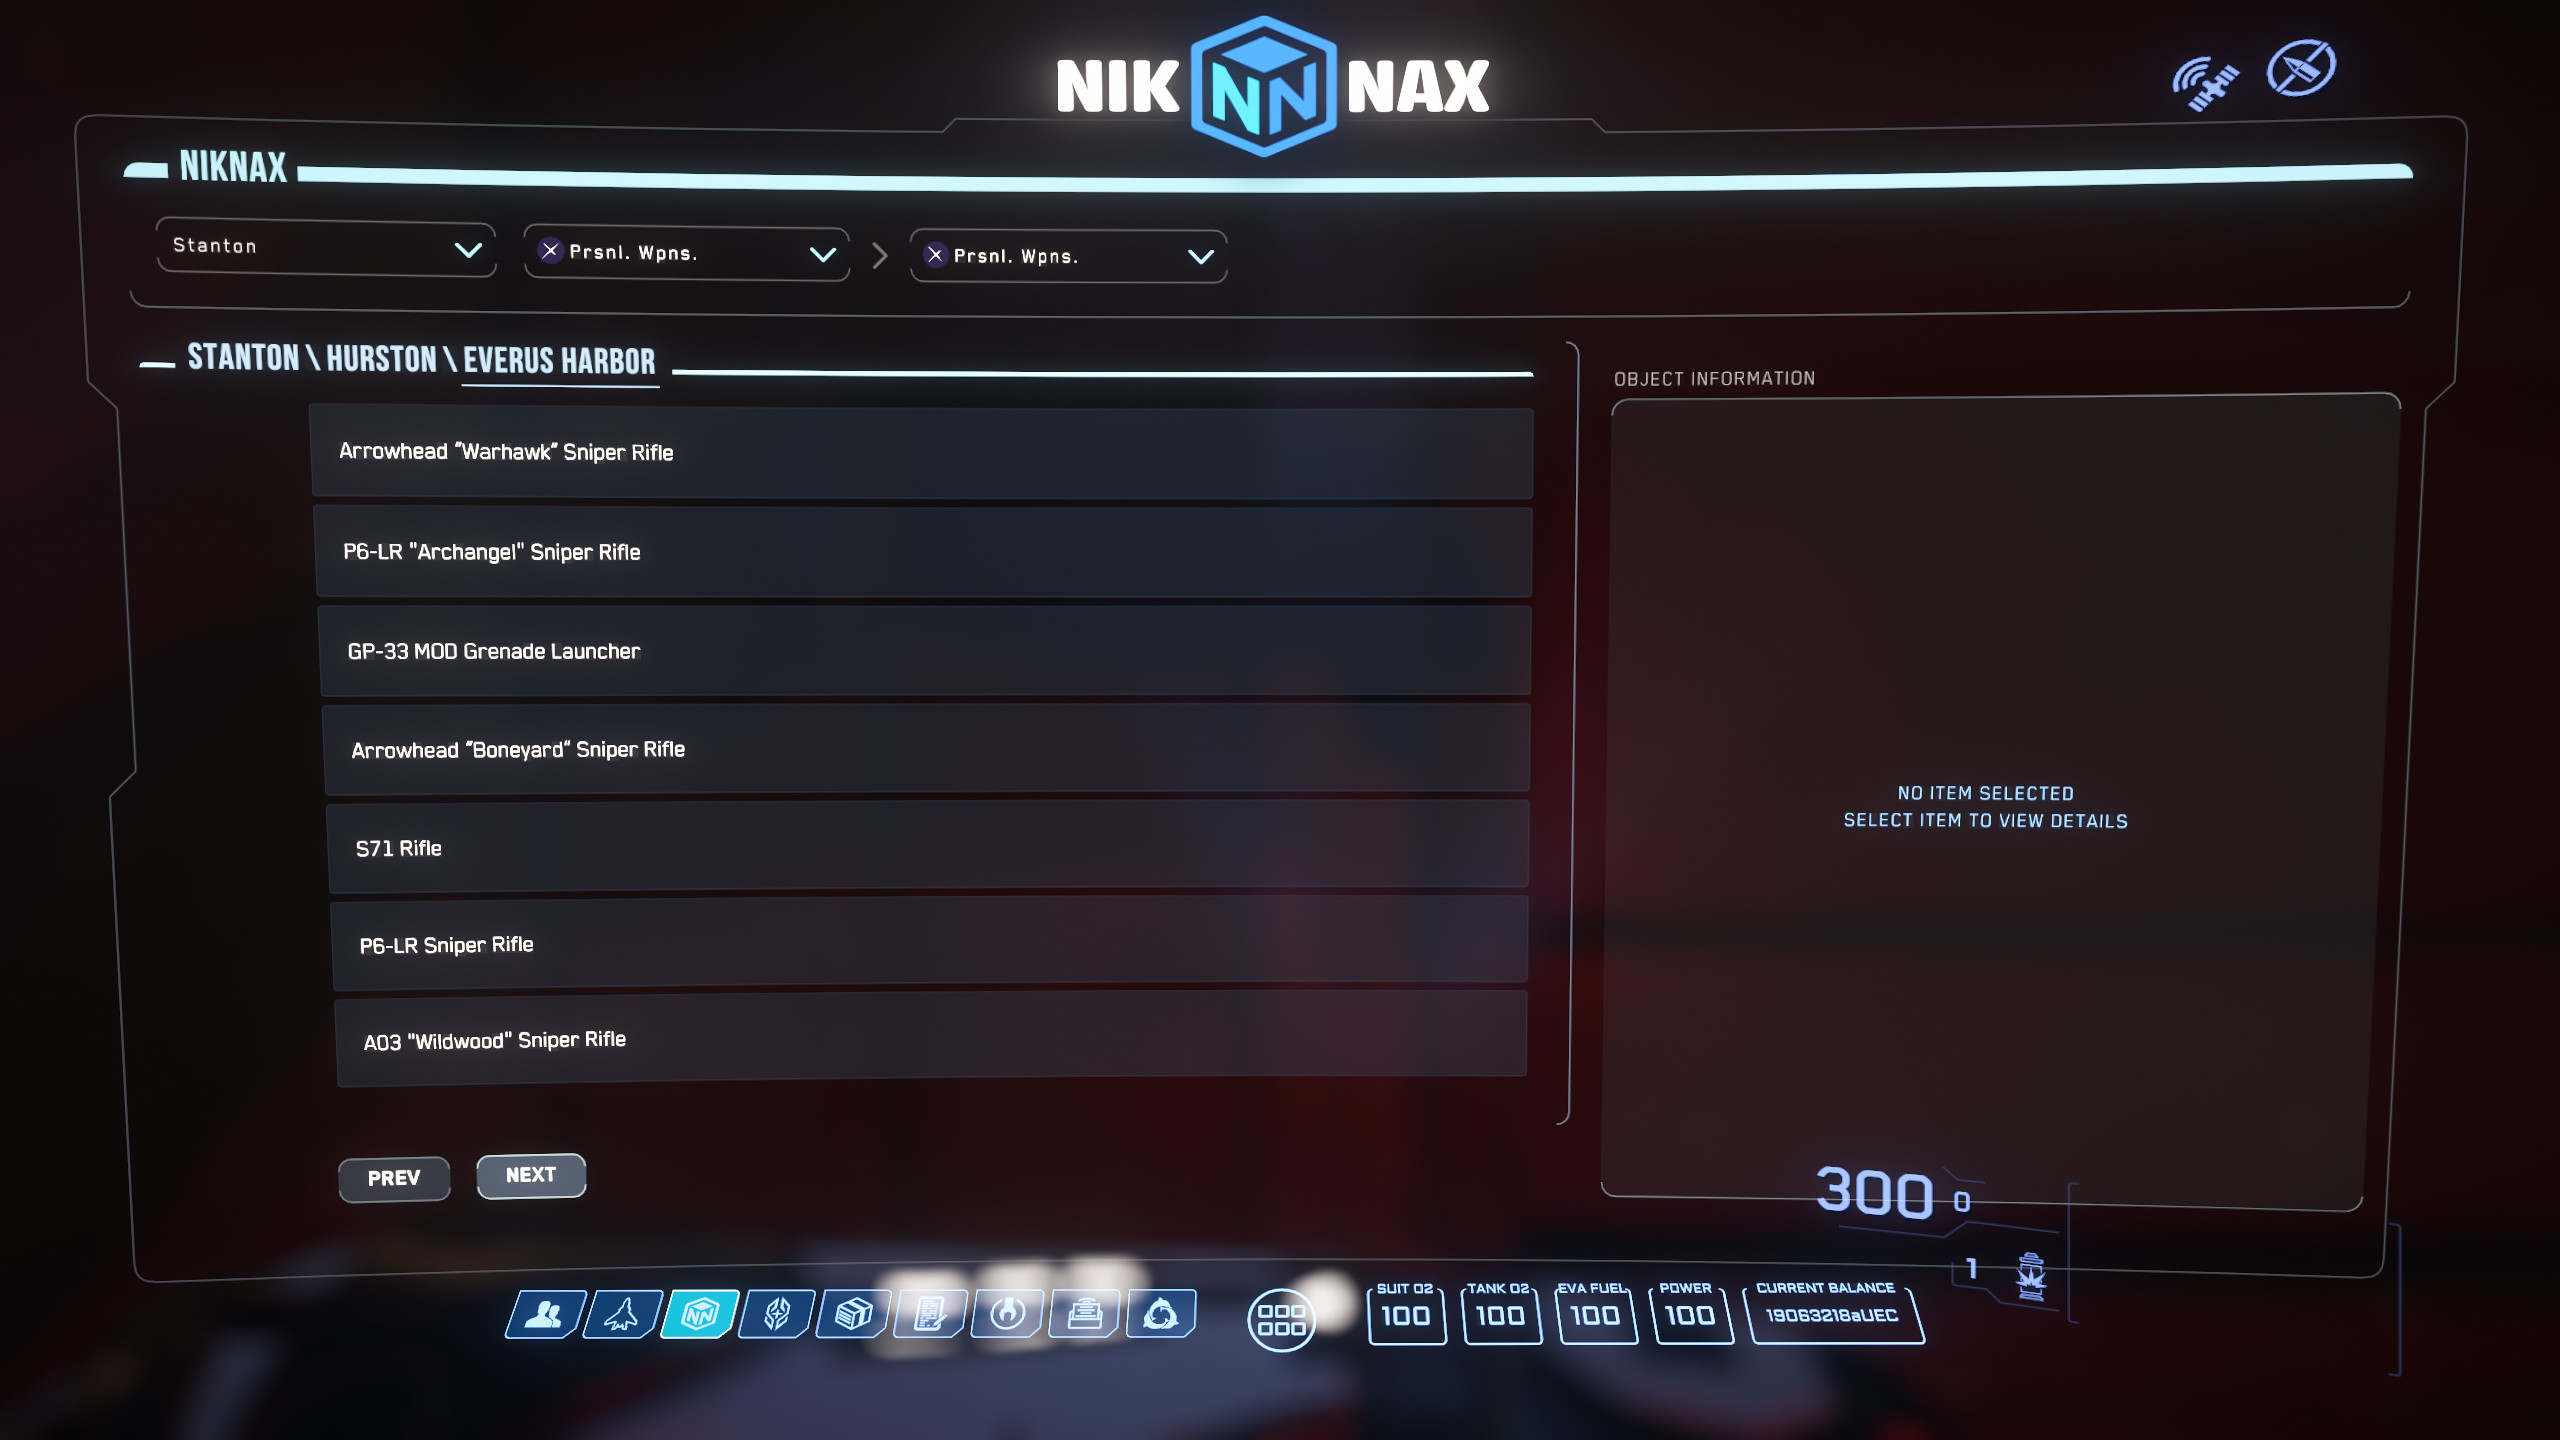 NIK NN NAX
NIKNAX
Stanton
Prsnl. Wpns.
Prsnl. Wpns.
STANTON \ HURSTON \ EVERUS HARBOR
OBJECT INFORMATION
Arrowhead "Warhawk" Sniper Rifle
P6-LR "Archangel" Sniper Rifle
GP-33 MOD Grenade Launcher
Arrowhead "Boneyard" Sniper Rifle
S71 Rifle
P6-LR Sniper Rifle
A03 "Wildwood" Sniper Rifle
NO ITEM SELECTED
SELECT ITEM TO VIEW DETAILS
PREV
NEXT
300 0
1
SUIT O2
100
TANK O2
100
EVA FUEL
100
POWER
100
CURRENT BALANCE
19063218aUEC